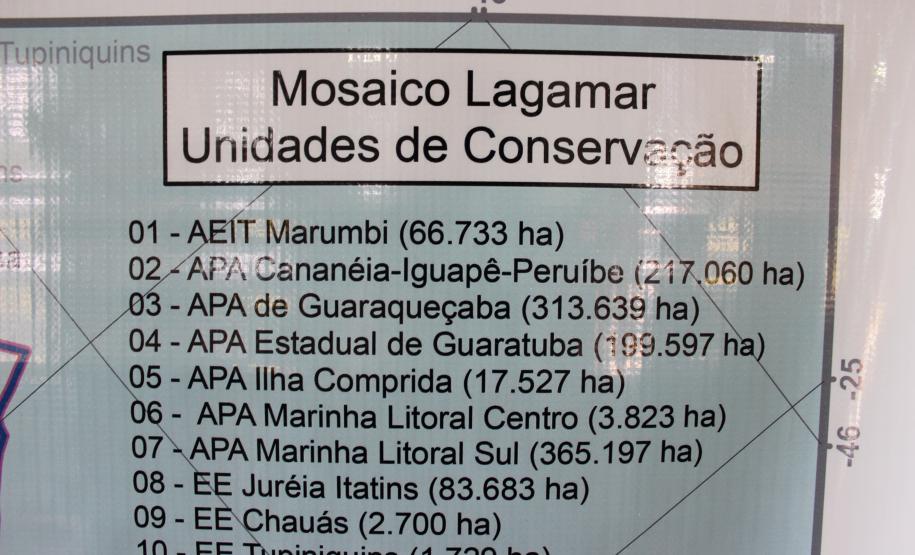 Tupiniquins
Mosaico Lagamar
Unidades de Conservação
01 - AEIT Marumbi (66.733 ha)
02 - APA Cananéia-Iguapê-Peruíbe (217.060 ha)
03 - APA de Guaraqueçaba (313.639 ha)
04 - APA Estadual de Guaratuba (199.597 ha)
05 - APA Ilha Comprida (17.527 ha)
06 - APA Marinha Litoral Centro (3.823 ha)
07 - APA Marinha Litoral Sul (365.197 ha)
08 - EE Juréia Itatins (83.683 ha)
09 - EE Chauás (2.700 ha)
10 - EE Tupiniquins
-25
-46